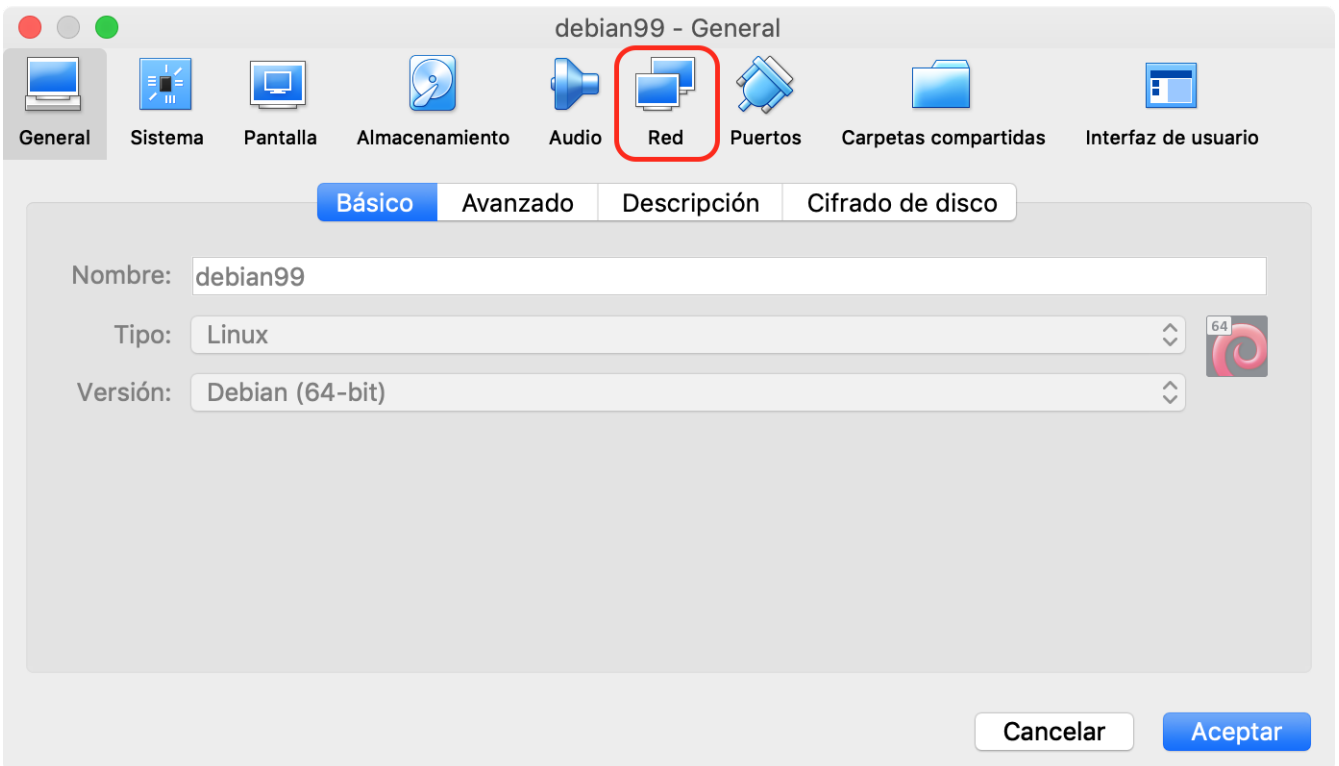 debian99 - General
General Sistema Pantalla Almacenamiento Audio Red Puertos Carpetas compartidas Interfaz de usuario
Básico Avanzado Descripción Cifrado de disco
Nombre: debian99
Tipo: Linux
64
Versión: Debian (64-bit)
Cancelar Aceptar